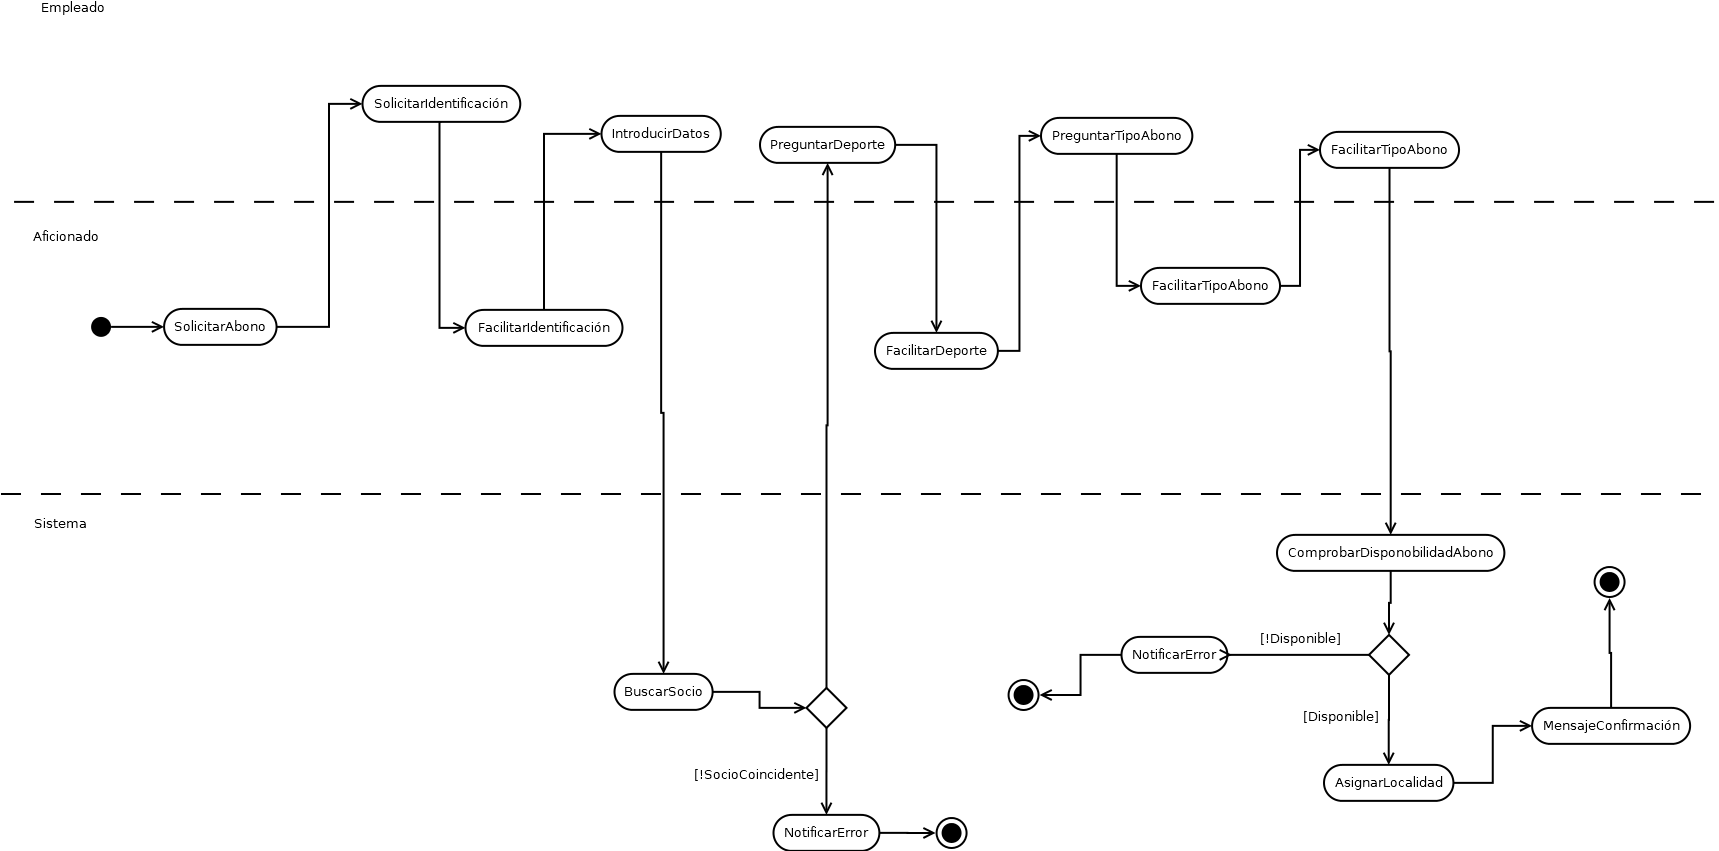 Empleado
SolicitarIdentificación
IntroducirDatos
PreguntarDeporte
PreguntarTipoAbono
FacilitarTipoAbono
Aficionado
SolicitarAbono
FacilitarIdentificación
FacilitarDeporte
FacilitarTipoAbono
Sistema
ComprobarDisponobilidadAbono
[!Disponible]
NotificarError
BuscarSocio
[Disponible]
MensajeConfirmación
[!SocioCoincidente]
AsignarLocalidad
NotificarError